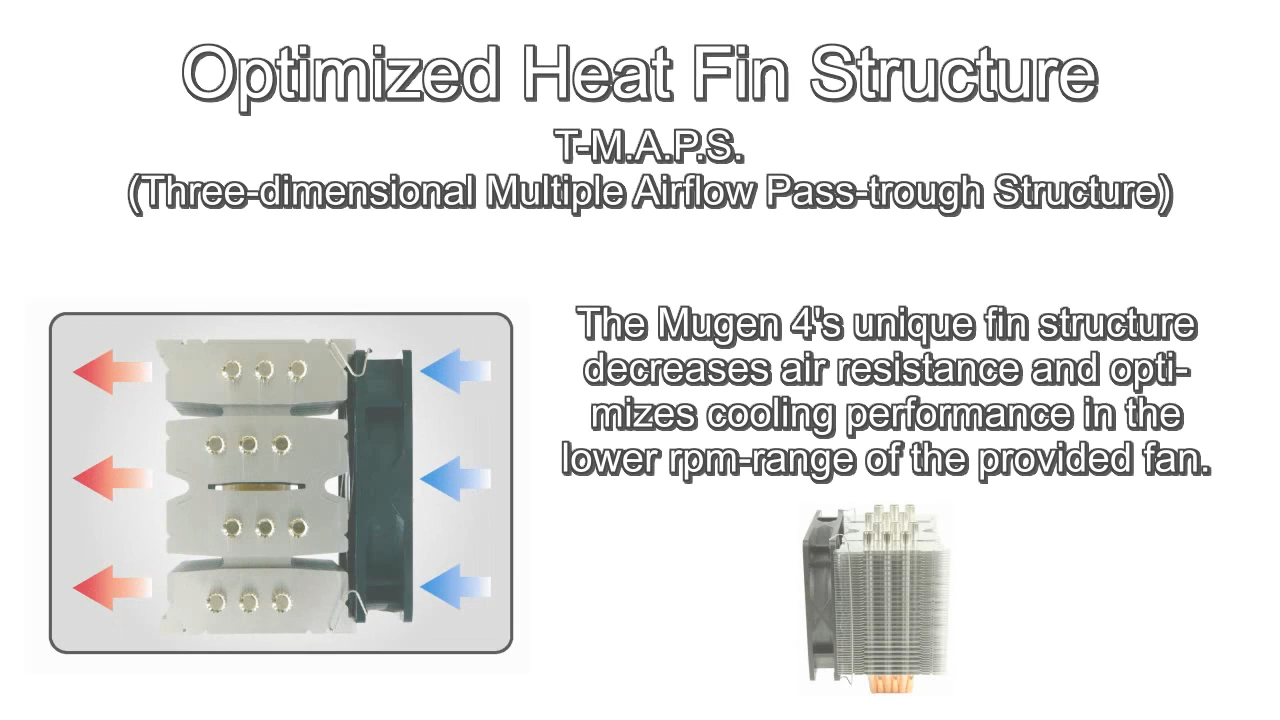 Optimized Heat Fin Structure
T-M.A.P.S.
(Three-dimensional Multiple Airflow Pass-trough Structure)
The Mugen 4's unique fin structure
decreases air resistance and opti-
mizes cooling performance in the
lower rpm-range of the provided fan.